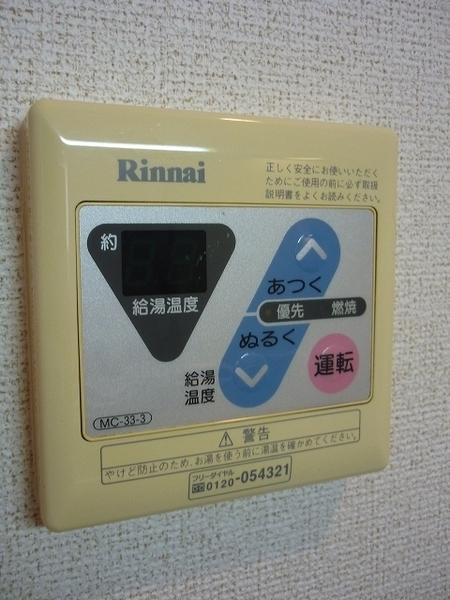 Rinnai
正しく安全にお使いいただく
ためにご使用の前に必ず取扱
説明書をよくお読みください。
約
給湯温度
あつく
優先 燃焼
ぬるく
給湯
温度
運転
MC-33-3
⚠ 警告
やけど防止のため、お湯を使う前に湯温を確かめてください。
フリーダイヤル
0120-054321